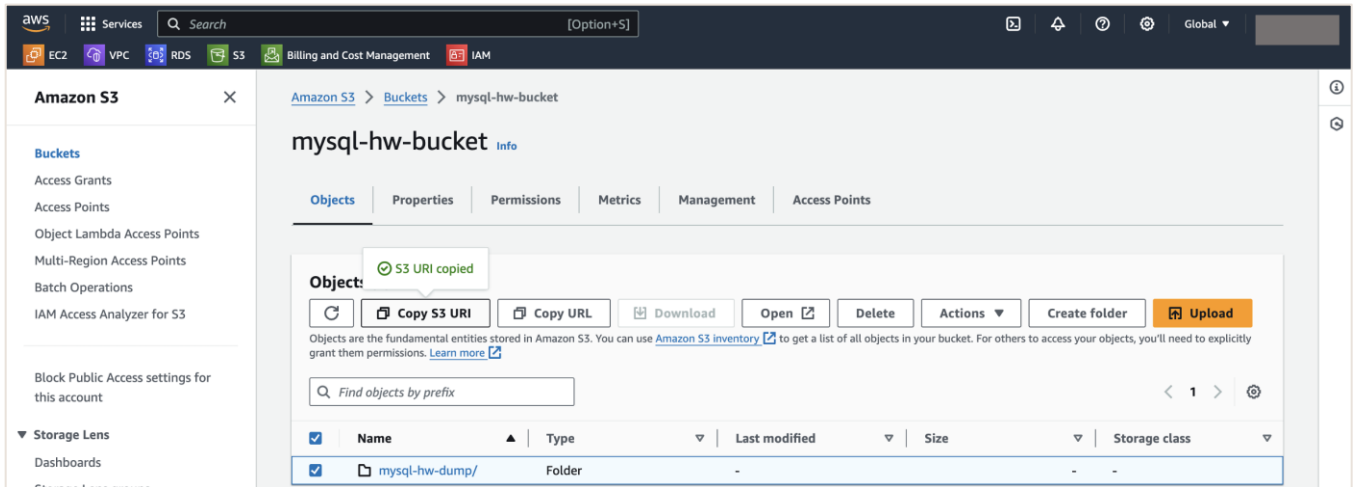 aws Services Search [Option+S] Global ▼
EC2 VPC RDS S3 Billing and Cost Management IAM
Amazon S3
Buckets
Access Grants
Access Points
Object Lambda Access Points
Multi-Region Access Points
Batch Operations
IAM Access Analyzer for S3
Block Public Access settings for
this account
▼ Storage Lens
Dashboards
Amazon S3 > Buckets > mysql-hw-bucket
mysql-hw-bucket Info
Objects Properties Permissions Metrics Management Access Points
S3 URI copied
Objects
Copy S3 URI Copy URL Download Open Delete Actions ▼ Create folder Upload
Objects are the fundamental entities stored in Amazon S3. You can use Amazon S3 inventory to get a list of all objects in your bucket. For others to access your objects, you'll need to explicitly
grant them permissions. Learn more
Find objects by prefix < 1 >
Name ▲ Type Last modified Size Storage class
mysql-hw-dump/ Folder - - -